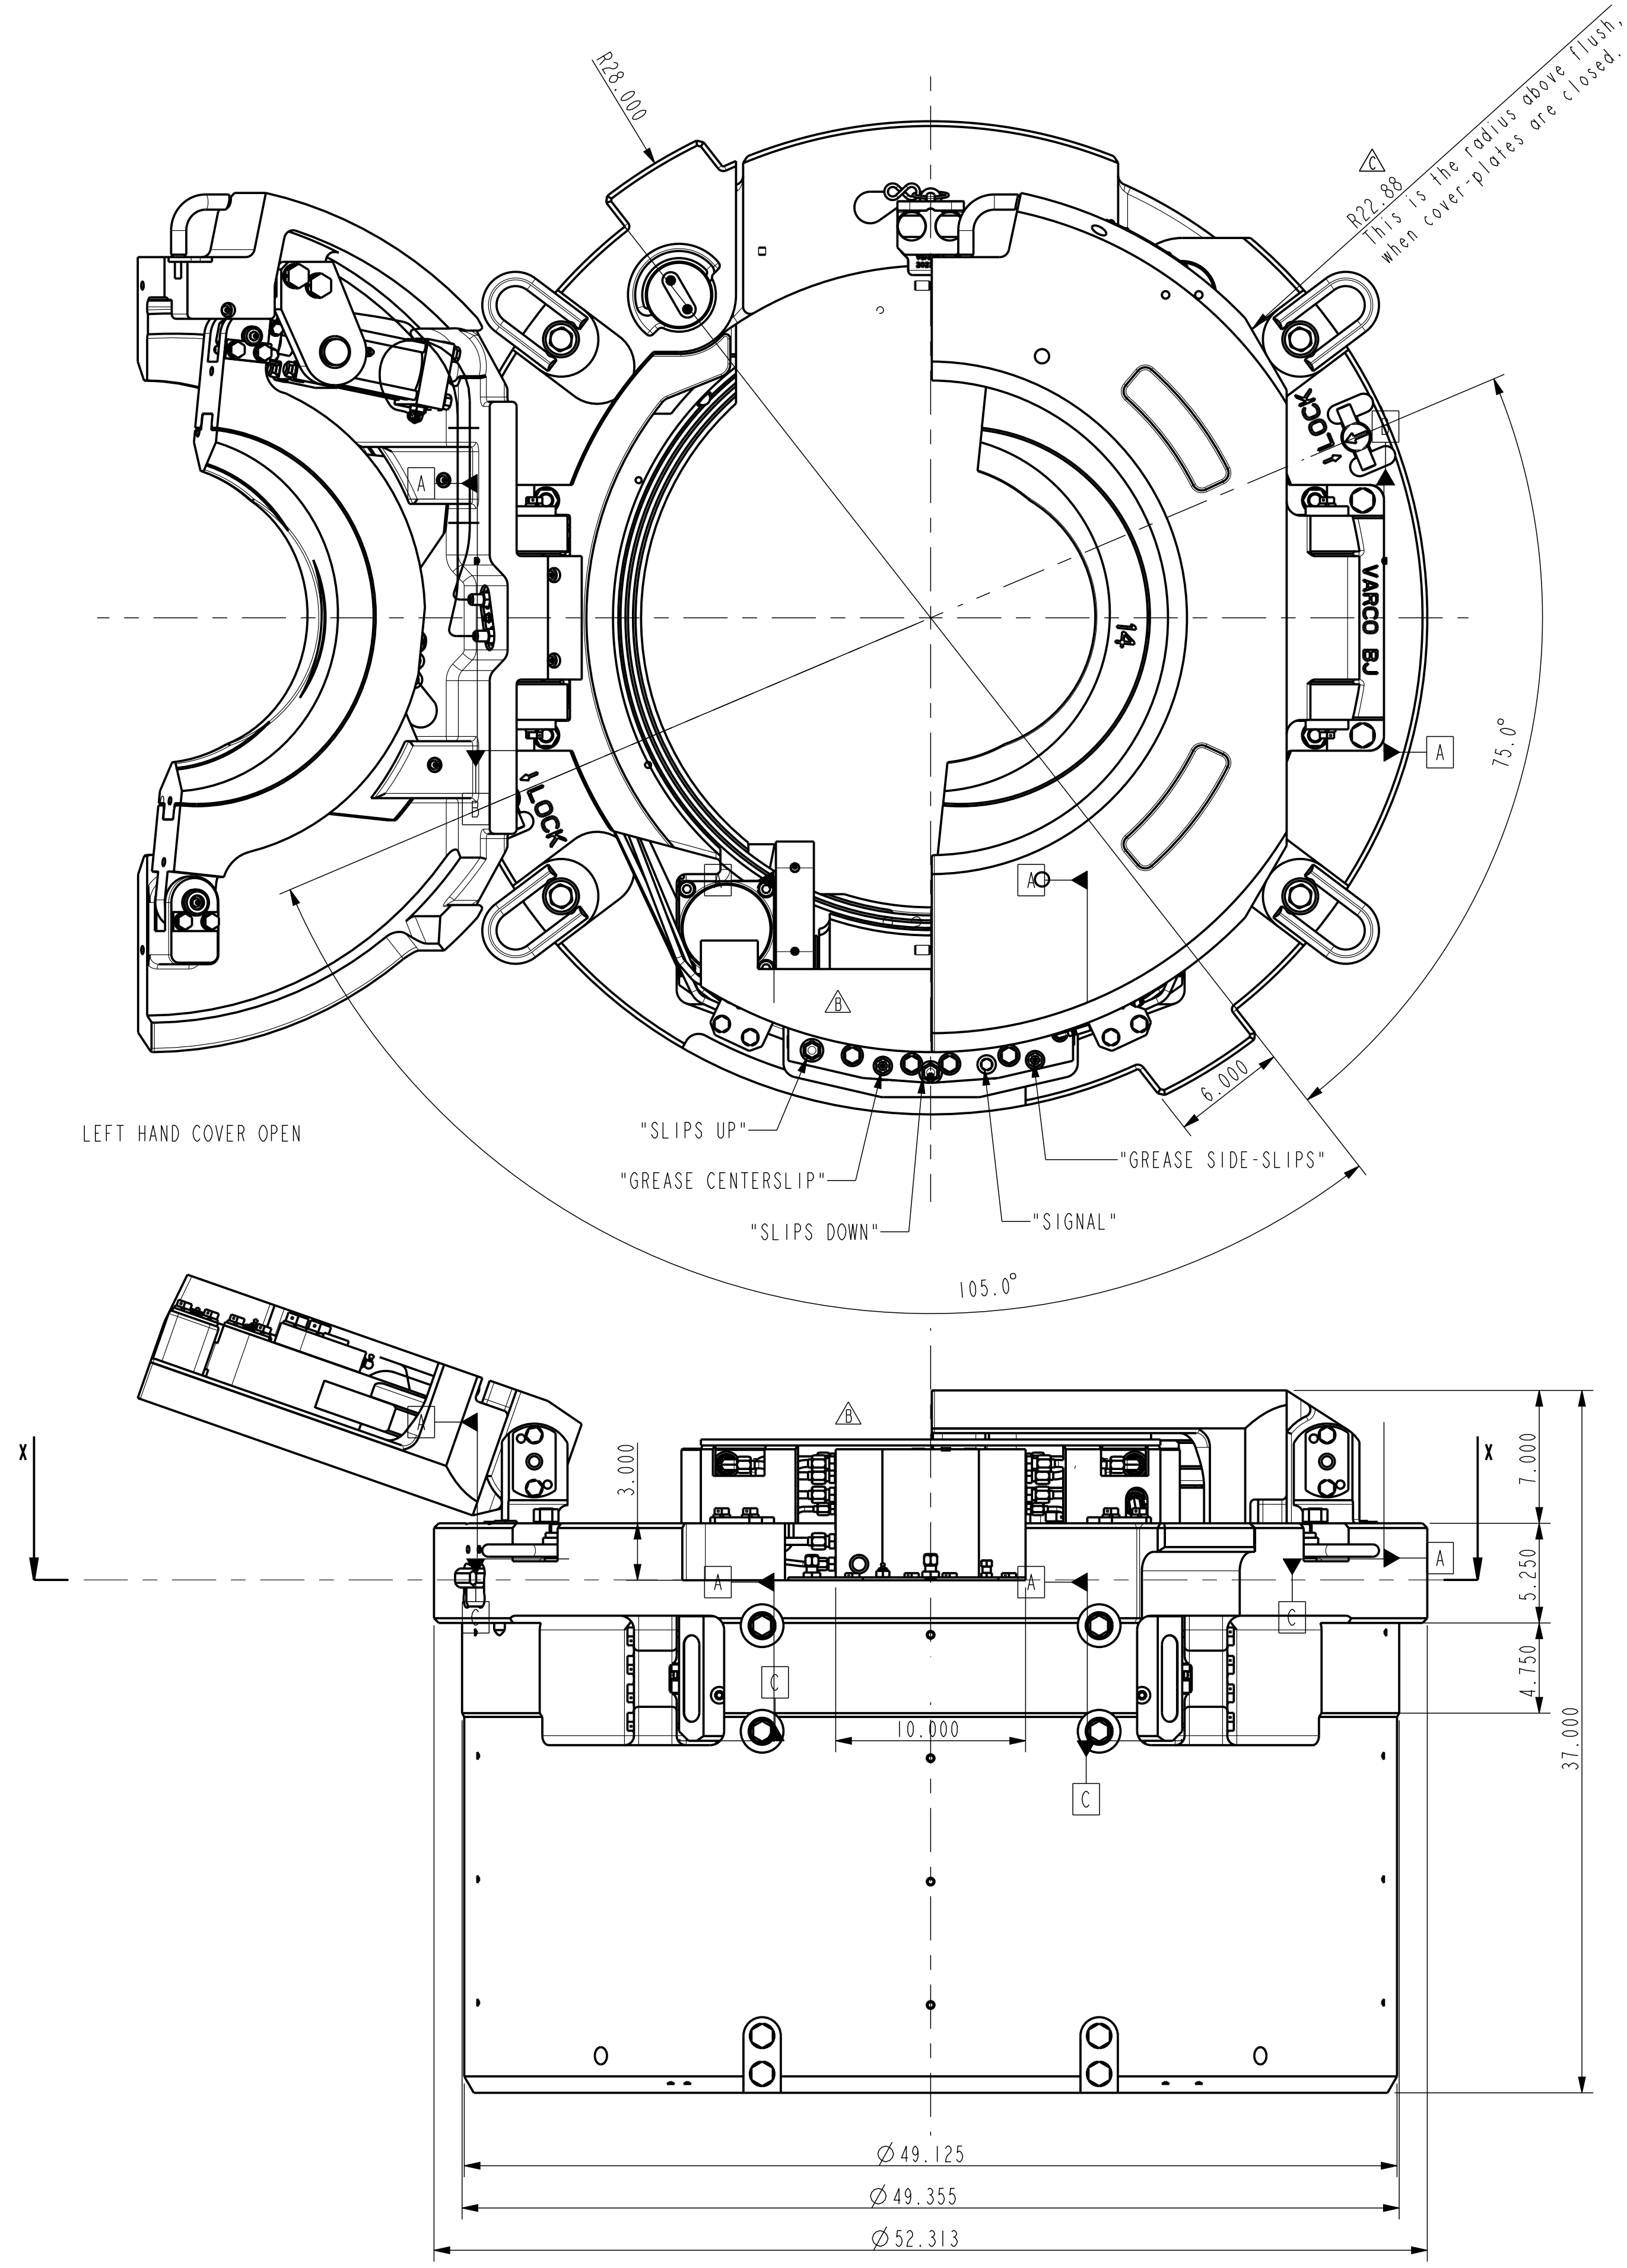 R28.000
C
R22.88
This is the radius above flush,
when cover-plates are closed.
LOCK
A
VARCO BJ
14
75.0°
A
LOCK
A
B
6.000
LEFT HAND COVER OPEN
"SLIPS UP"
"GREASE CENTERSLIP"
"SLIPS DOWN"
"SIGNAL"
"GREASE SIDE-SLIPS"
105.0°
A
B
X
X
3.000
7.000
5.250
4.750
37.000
A
A
A
C
C
C
10.000
C
Ø49.125
Ø49.355
Ø52.313